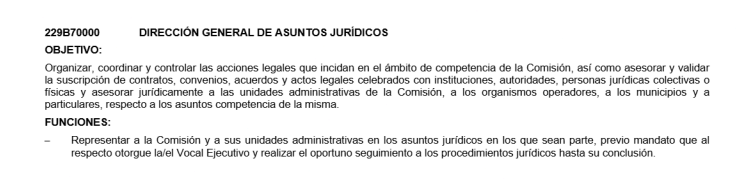 229B70000 DIRECCIÓN GENERAL DE ASUNTOS JURÍDICOS
OBJETIVO:
Organizar, coordinar y controlar las acciones legales que incidan en el ámbito de competencia de la Comisión, así como asesorar y validar
la suscripción de contratos, convenios, acuerdos y actos legales celebrados con instituciones, autoridades, personas jurídicas colectivas o
físicas y asesorar jurídicamente a las unidades administrativas de la Comisión, a los organismos operadores, a los municipios y a
particulares, respecto a los asuntos competencia de la misma.
FUNCIONES:
– Representar a la Comisión y a sus unidades administrativas en los asuntos jurídicos en los que sean parte, previo mandato que al
respecto otorgue la/el Vocal Ejecutivo y realizar el oportuno seguimiento a los procedimientos jurídicos hasta su conclusión.